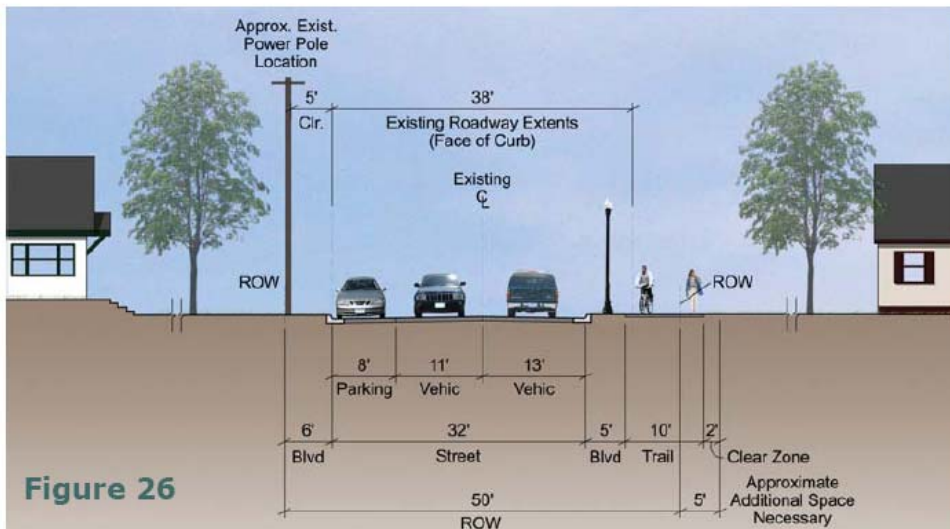 Approx. Exist.
Power Pole
Location
5'
38'
Clr.
Existing Roadway Extents
(Face of Curb)
Existing
℄
ROW
ROW
8'
11'
13'
Parking
Vehic
Vehic
6'
32'
5'
10'
2'
Blvd
Street
Blvd
Trail
Clear Zone
Figure 26
50'
5'
ROW
Approximate
Additional Space
Necessary